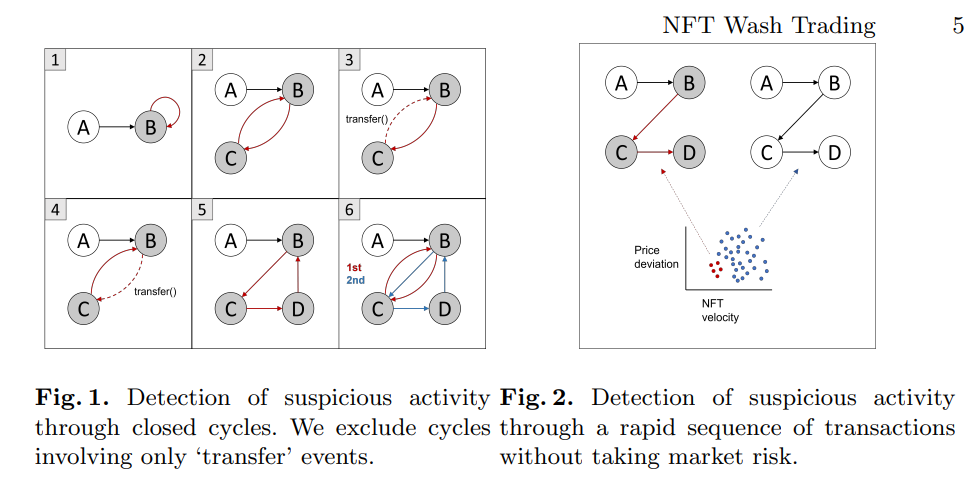 NFT Wash Trading 5
1
A B
2
A B
C
3
A B
transfer()
C
4
A B
transfer()
C
5
A B
C D
6
A B
1st
2nd
C D
A B
C D
A B
C D
Price
deviation
NFT
velocity
Fig. 1. Detection of suspicious activity
through closed cycles. We exclude cycles
involving only ‘transfer’ events.
Fig. 2. Detection of suspicious activity
through a rapid sequence of transactions
without taking market risk.